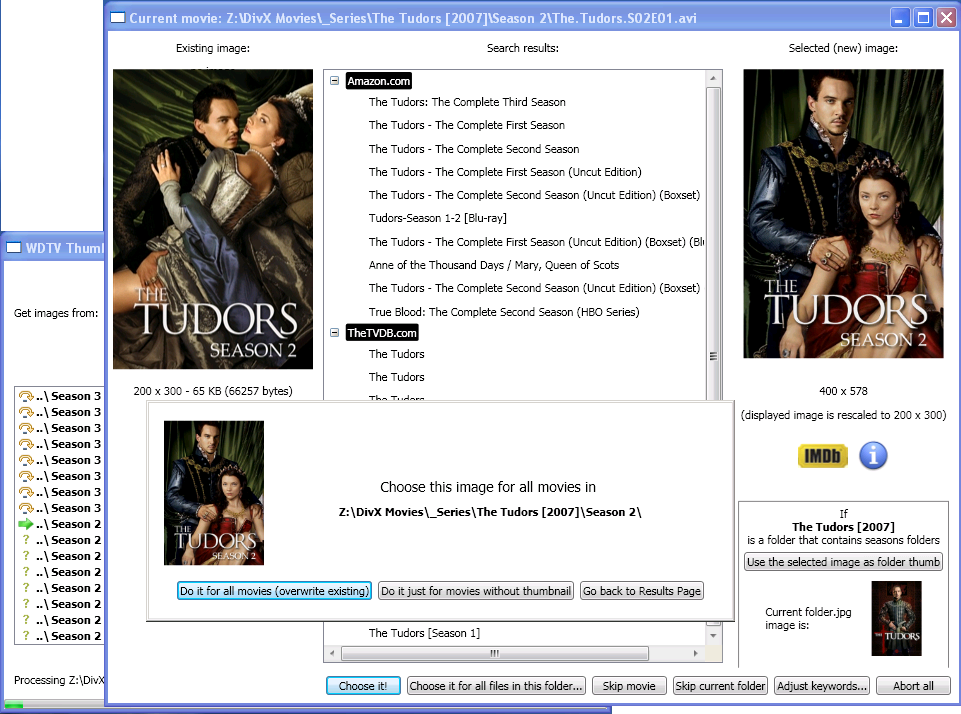 Current movie: Z:\DivX Movies\_Series\The Tudors [2007]\Season 2\The.Tudors.S02E01.avi
Existing image:
Search results:
Selected (new) image:
THE
TUDORS
SEASON 2
200 x 300 - 65 KB (66257 bytes)
Amazon.com
The Tudors: The Complete Third Season
The Tudors - The Complete First Season
The Tudors - The Complete Second Season
The Tudors - The Complete First Season (Uncut Edition)
The Tudors - The Complete Second Season (Uncut Edition) (Boxset)
Tudors-Season 1-2 [Blu-ray]
The Tudors - The Complete First Season (Uncut Edition) (Boxset) (Bl
Anne of the Thousand Days / Mary, Queen of Scots
The Tudors - The Complete Second Season (Uncut Edition) (Boxset)
True Blood: The Complete Second Season (HBO Series)
TheTVDB.com
The Tudors
The Tudors
The Tudors
The Tudors [Season 1]
THE
TUDORS
SEASON 2
400 x 578
(displayed image is rescaled to 200 x 300)
IMDb
i
If
The Tudors [2007]
is a folder that contains seasons folders
Use the selected image as folder thumb
Current folder.jpg
image is:
THE
TUDORS
THE
TUDORS
SEASON 2
Choose this image for all movies in
Z:\DivX Movies\_Series\The Tudors [2007]\Season 2\
Do it for all movies (overwrite existing)
Do it just for movies without thumbnail
Go back to Results Page
Choose it!
Choose it for all files in this folder...
Skip movie
Skip current folder
Adjust keywords...
Abort all
WDTV Thum
Get images from:
..\ Season 3
..\ Season 3
..\ Season 3
..\ Season 3
..\ Season 3
..\ Season 3
..\ Season 3
..\ Season 3
..\ Season 2
? ..\ Season 2
? ..\ Season 2
? ..\ Season 2
? ..\ Season 2
? ..\ Season 2
? ..\ Season 2
? ..\ Season 2
Processing Z:\DivX